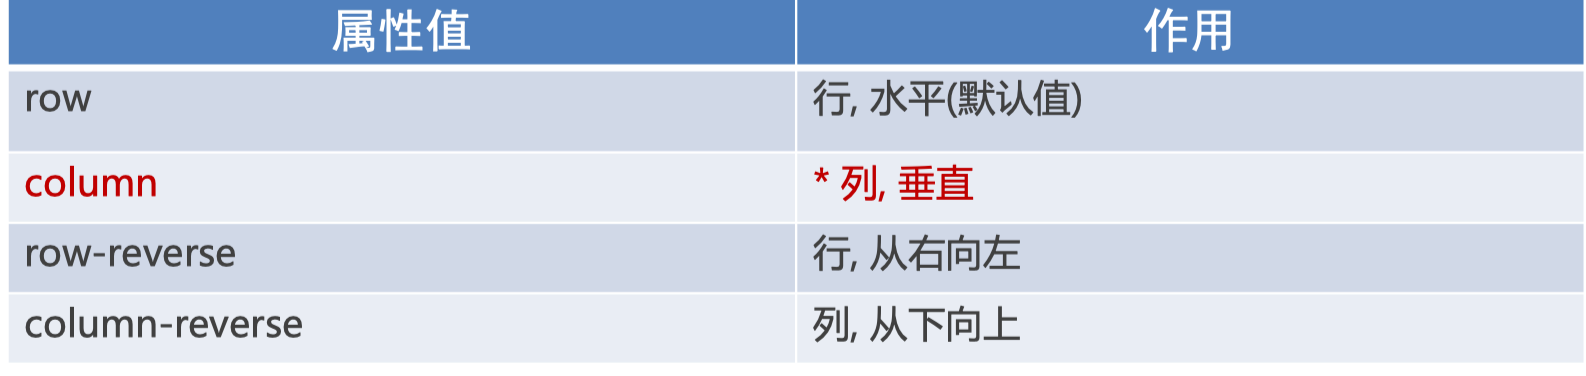 属性值 作用
row 行, 水平(默认值)
column * 列, 垂直
row-reverse 行, 从右向左
column-reverse 列, 从下向上